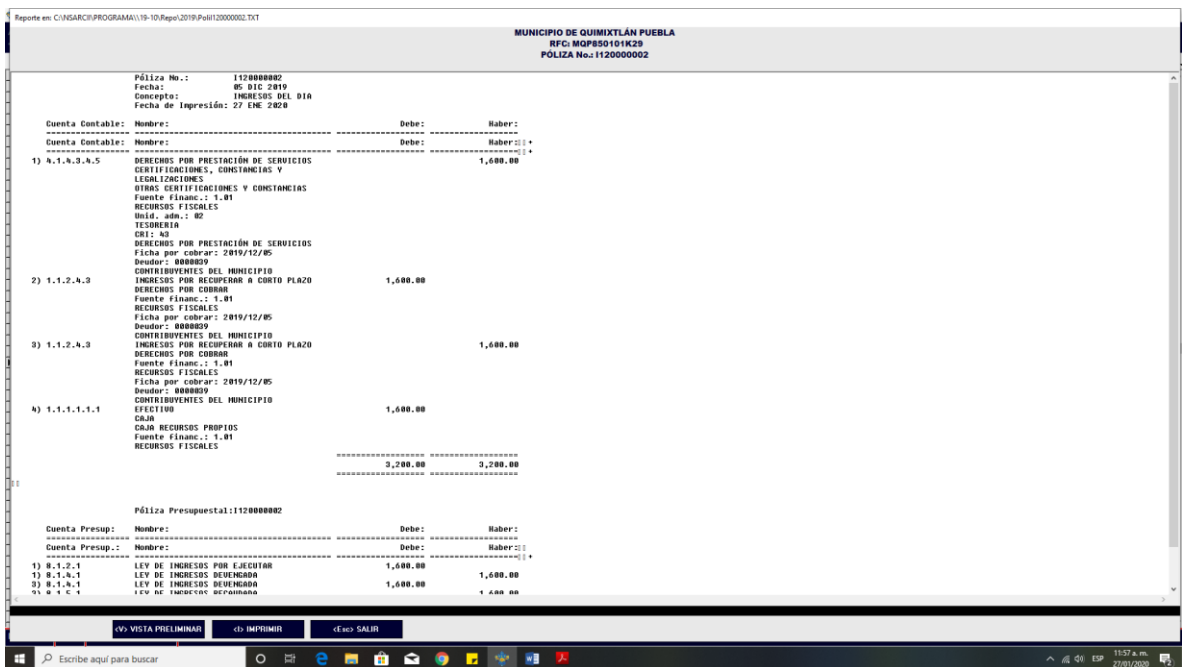 Reporte en: C:\NSARCII\PROGRAMA\\19-10\Repo\2019\PoliI120000002.TXT
MUNICIPIO DE QUIMIXTLÁN PUEBLA
RFC: MQP850101K29
PÓLIZA No.: I120000002
Póliza No.: I120000002
Fecha: 05 DIC 2019
Concepto: INGRESOS DEL DIA
Fecha de Impresión: 27 ENE 2020
Cuenta Contable: Nombre: Debe: Haber:
Cuenta Contable: Nombre: Debe: Haber:
1) 4.1.4.3.4.5 DERECHOS POR PRESTACIÓN DE SERVICIOS 1,600.00
CERTIFICACIONES, CONSTANCIAS Y
LEGALIZACIONES
OTRAS CERTIFICACIONES Y CONSTANCIAS
Fuente financ.: 1.01
RECURSOS FISCALES
Unid. adm.: 02
TESORERIA
CRI: 43
DERECHOS POR PRESTACIÓN DE SERVICIOS
Ficha por cobrar: 2019/12/05
Deudor: 0000039
CONTRIBUYENTES DEL MUNICIPIO
2) 1.1.2.4.3 INGRESOS POR RECUPERAR A CORTO PLAZO 1,600.00
DERECHOS POR COBRAR
Fuente financ.: 1.01
RECURSOS FISCALES
Ficha por cobrar: 2019/12/05
Deudor: 0000039
CONTRIBUYENTES DEL MUNICIPIO
3) 1.1.2.4.3 INGRESOS POR RECUPERAR A CORTO PLAZO 1,600.00
DERECHOS POR COBRAR
Fuente financ.: 1.01
RECURSOS FISCALES
Ficha por cobrar: 2019/12/05
Deudor: 0000039
CONTRIBUYENTES DEL MUNICIPIO
4) 1.1.1.1.1.1 EFECTIVO 1,600.00
CAJA
CAJA RECURSOS PROPIOS
Fuente financ.: 1.01
RECURSOS FISCALES
3,200.00 3,200.00
Póliza Presupuestal:I120000002
Cuenta Presup: Nombre: Debe: Haber:
Cuenta Presup.: Nombre: Debe: Haber:
1) 8.1.2.1 LEY DE INGRESOS POR EJECUTAR 1,600.00
1) 8.1.4.1 LEY DE INGRESOS DEVENGADA 1,600.00
3) 8.1.4.1 LEY DE INGRESOS DEVENGADA 1,600.00
3) 8.1.5.1 LEY DE INGRESOS RECAUDADA 1,600.00
<V> VISTA PRELIMINAR <I> IMPRIMIR <Esc> SALIR
Escribe aquí para buscar
ESP 11:57 a. m.
27/01/2020